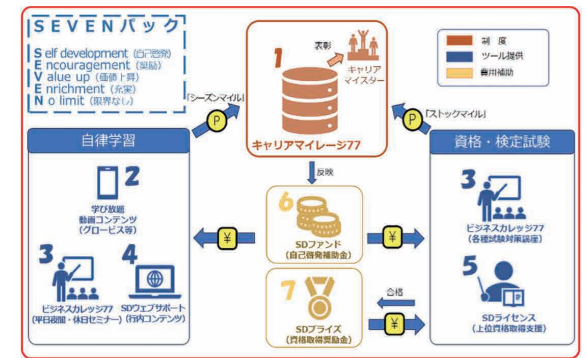 SEVENパック
Self development（自己啓発）
Encouragement（奨励）
Value up（価値上昇）
Enrichment（充実）
No limit（限界なし）
1
表彰
キャリア
マイスター
キャリアマイレージ77
制 度
ツール提供
費用補助
「シーズンマイル」
P
「ストックマイル」
P
自律学習
2
学び放題
動画コンテンツ
（グロービス等）
3
ビジネスカレッジ77
（平日夜間・休日セミナー）
4
SDウェブサポート
（行内コンテンツ）
反映
6
SDファンド
（自己啓発補助金）
¥
¥
7
SDプライズ
（資格取得奨励金）
合格
¥
資格・検定試験
3
ビジネスカレッジ77
（各種試験対策講座）
5
SDライセンス
（上位資格取得支援）